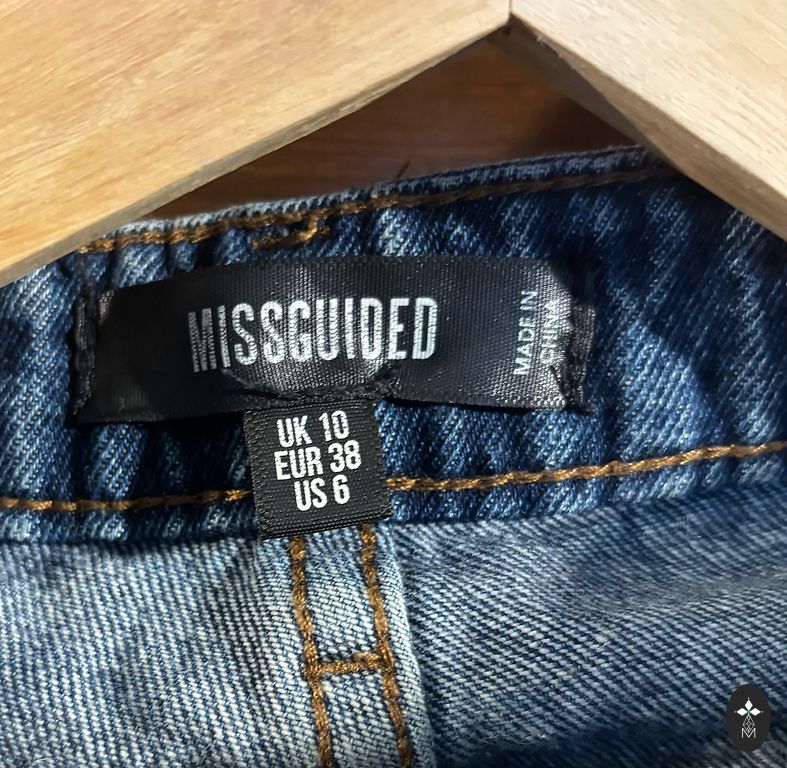 MISSGUIDED
MADE IN
CHINA
UK 10
EUR 38
US 6